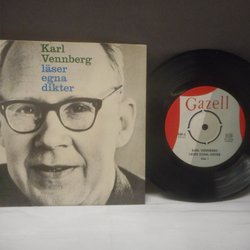 Karl
Vennberg
läser
egna
dikter
Gazell
KARL VENNBERG
LÄSER EGNA DIKTER